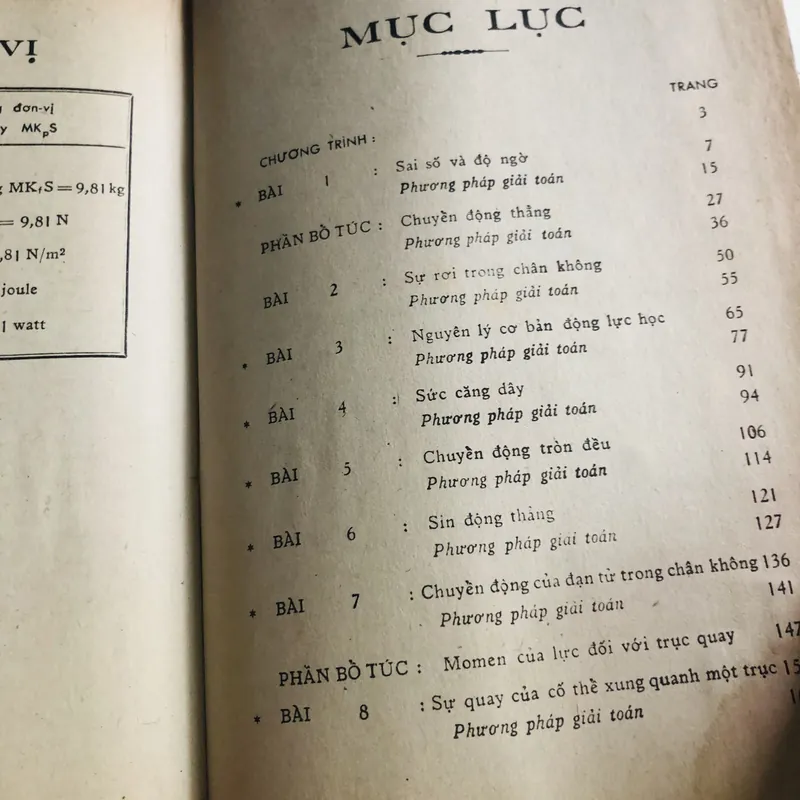 VỊ
đơn-vị
y MKpS
MKfS = 9,81 kg
= 9,81 N
,81 N/m²
joule
1 watt
MỤC LỤC
TRANG
CHƯƠNG TRÌNH : 3
* BÀI 1 : Sai số và độ ngờ 7
Phương pháp giải toán 15
PHẦN BỒ TÚC : Chuyền động thẳng 27
Phương pháp giải toán 36
BÀI 2 : Sự rơi trong chân không 50
Phương pháp giải toán 55
* BÀI 3 : Nguyên lý cơ bản động lực học 65
Phương pháp giải toán 77
* BÀI 4 : Sức căng dây 91
Phương pháp giải toán 94
* BÀI 5 : Chuyền động tròn đều 106
Phương pháp giải toán 114
* BÀI 6 : Sin động thẳng 121
Phương pháp giải toán 127
* BÀI 7 : Chuyền động của đạn từ trong chân không 136
Phương pháp giải toán 141
PHẦN BỒ TÚC : Momen của lực đối với trục quay 147
* BÀI 8 : Sự quay của cố thề xung quanh một trục 15
Phương pháp giải toán